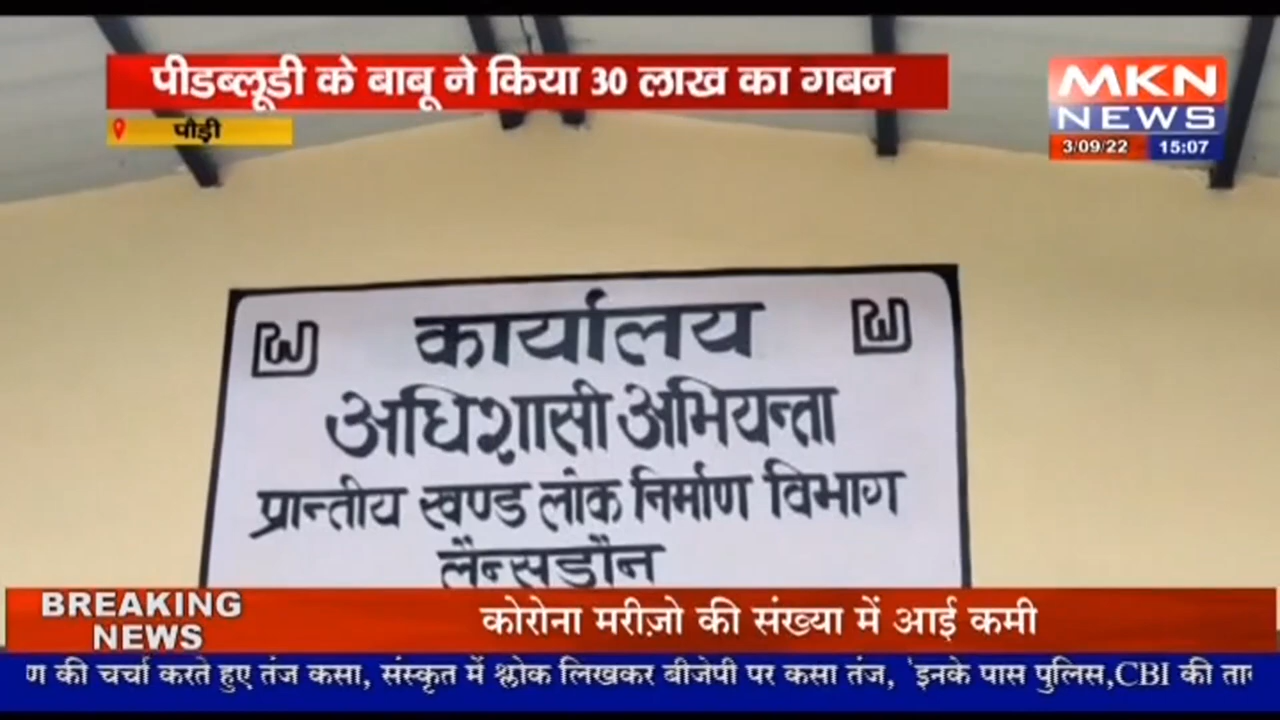 पीडब्लूडी के बाबू ने किया 30 लाख का गबन
पौड़ी
MKN
NEWS
3/09/22 15:07
कार्यालय
अधिशासी अभियन्ता
प्रान्तीय खण्ड लोक निर्माण विभाग
लैन्सडौन
BREAKING
NEWS
कोरोना मरीज़ो की संख्या में आई कमी
की चर्चा करते हुए तंज कसा, संस्कृत में श्लोक लिखकर बीजेपी पर कसा तंज, 'इनके पास पुलिस,CBI की